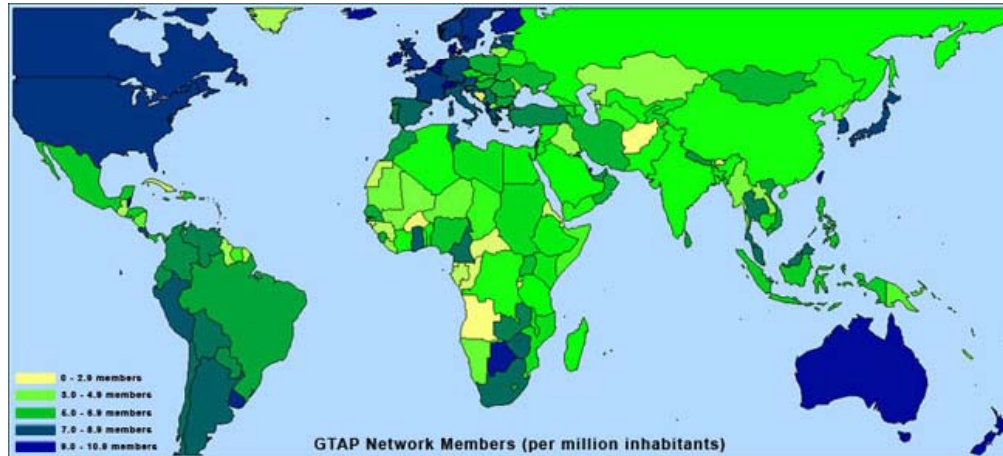 0 - 2.9 members
3.0 - 4.9 members
5.0 - 6.9 members
7.0 - 8.9 members
9.0 - 10.9 members
GTAP Network Members (per million inhabitants)